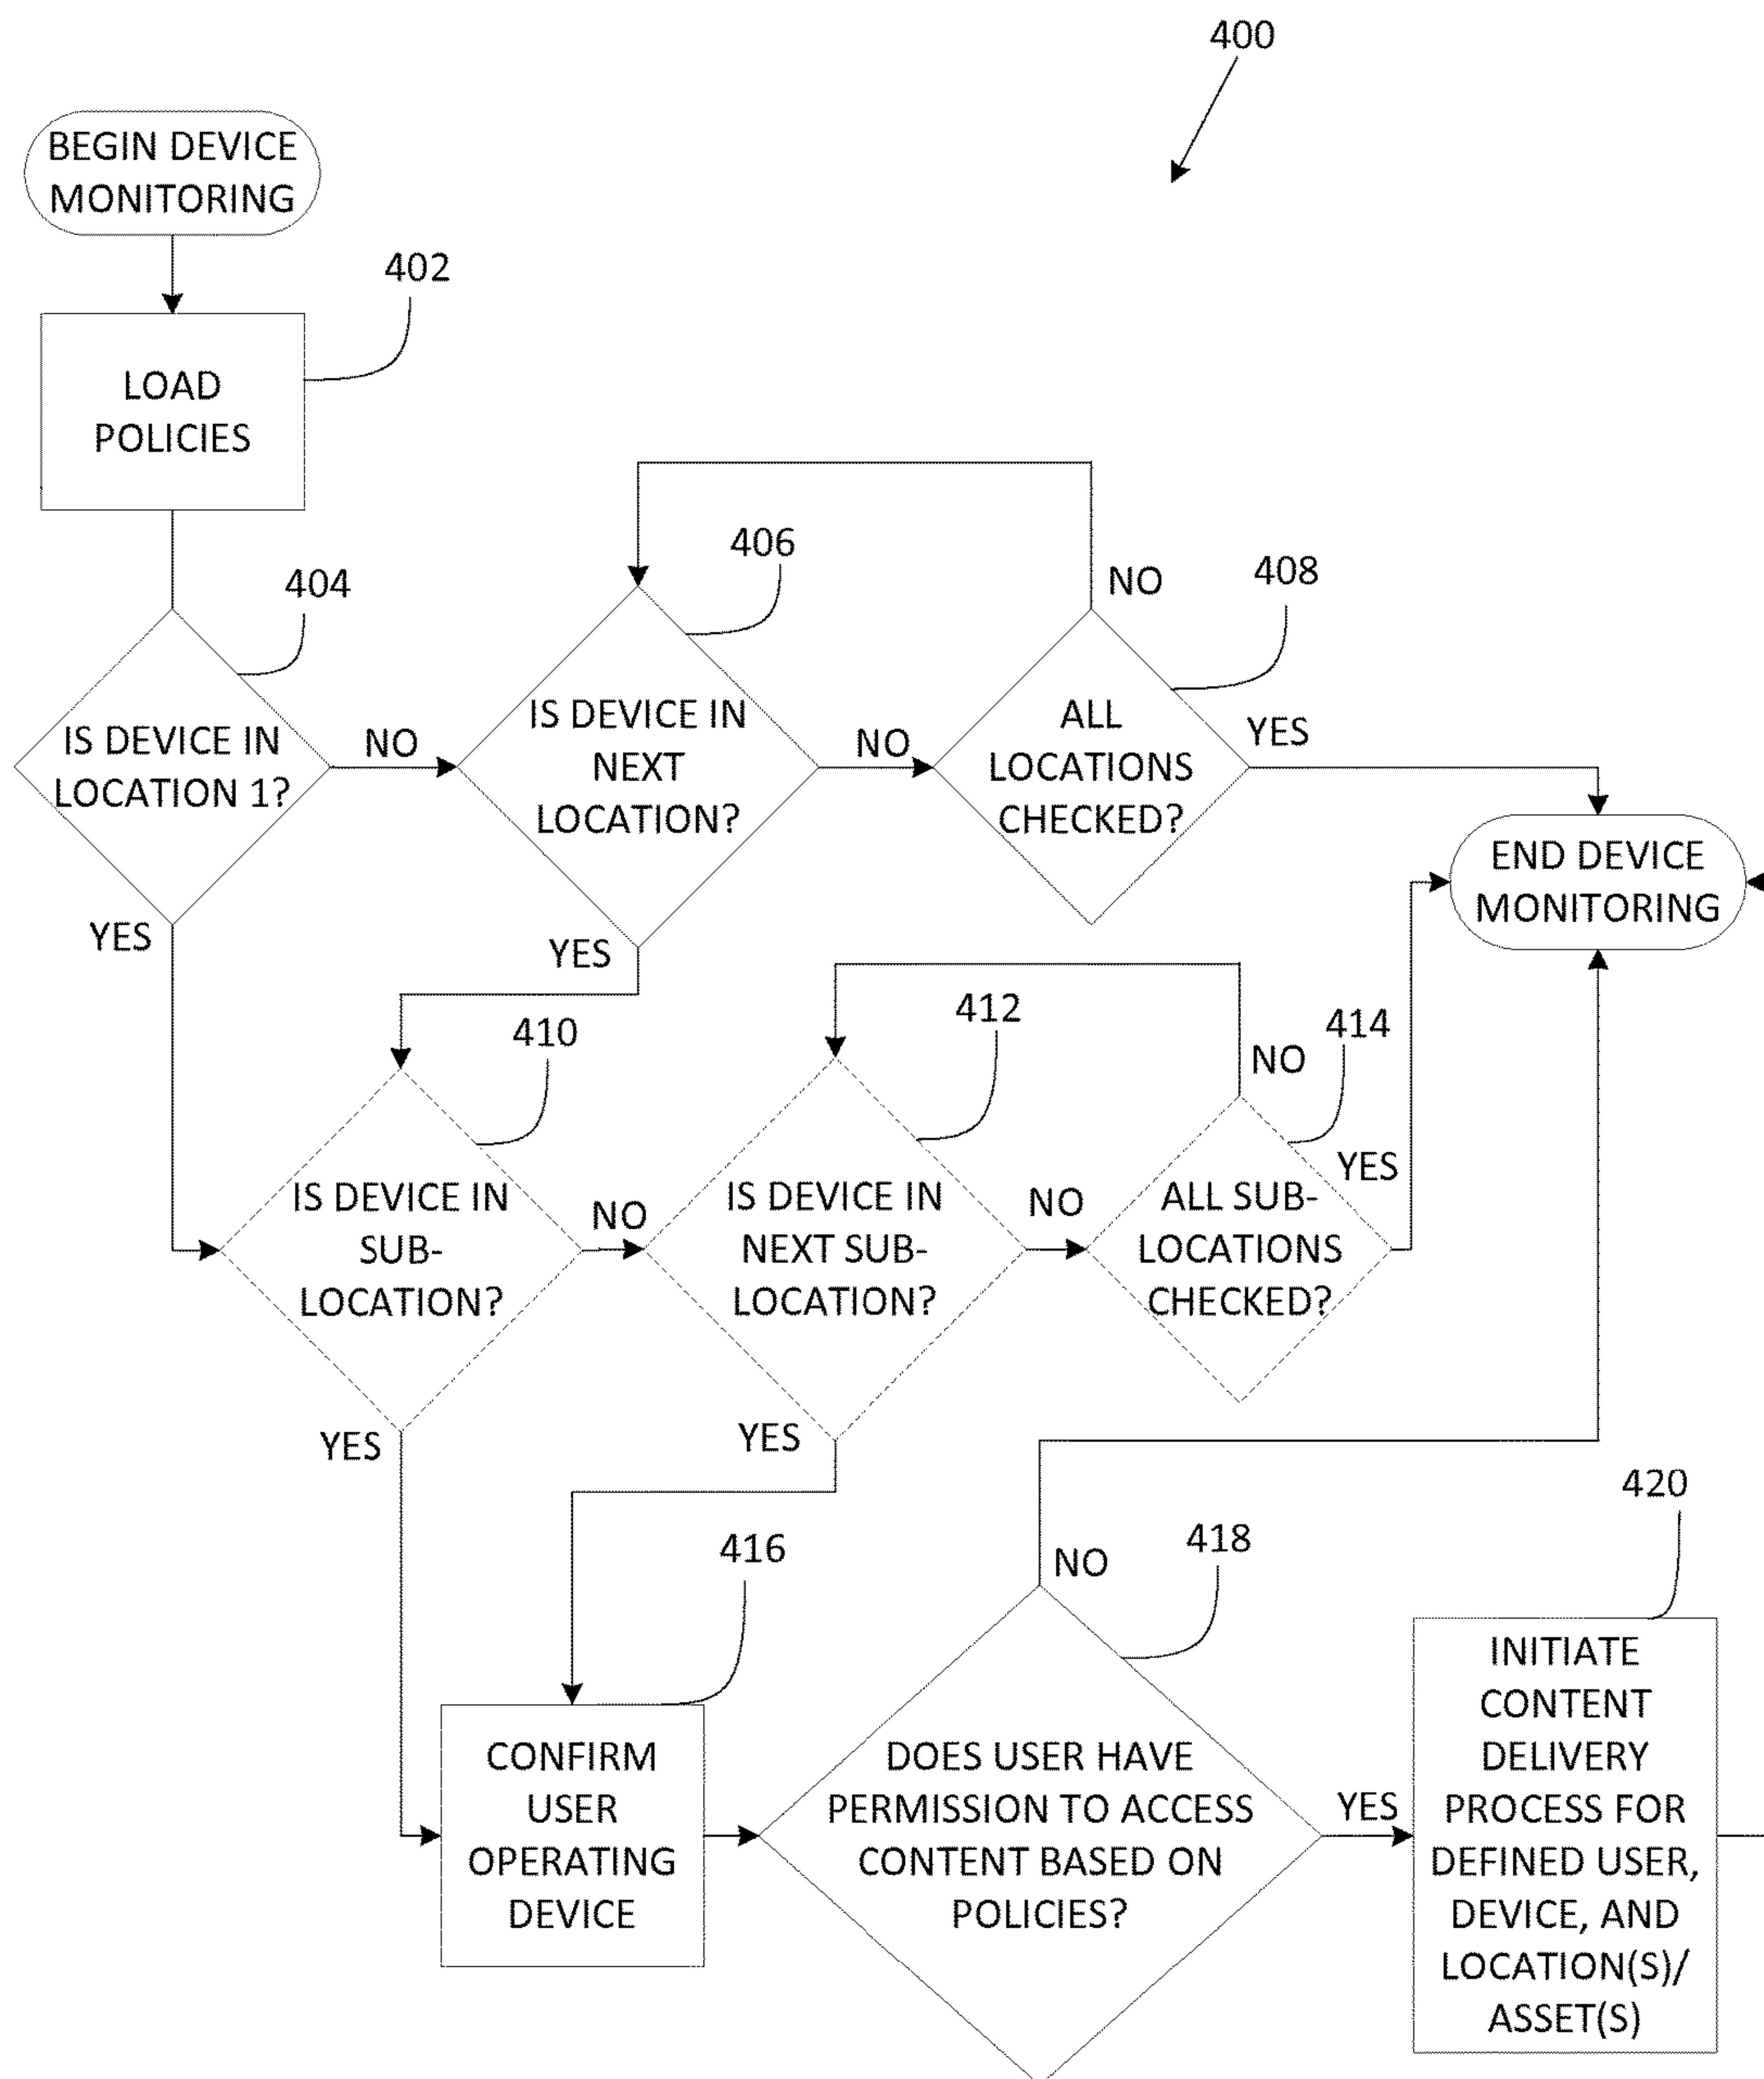 400
BEGIN DEVICE
MONITORING
402
LOAD
POLICIES
404
IS DEVICE IN
LOCATION 1?
NO
YES
406
IS DEVICE IN
NEXT
LOCATION?
NO
YES
408
NO
ALL
LOCATIONS
CHECKED?
YES
END DEVICE
MONITORING
410
IS DEVICE IN
SUB-
LOCATION?
NO
YES
412
IS DEVICE IN
NEXT SUB-
LOCATION?
NO
YES
414
NO
YES
ALL SUB-
LOCATIONS
CHECKED?
416
CONFIRM
USER
OPERATING
DEVICE
418
NO
DOES USER HAVE
PERMISSION TO ACCESS
CONTENT BASED ON
POLICIES?
YES
420
INITIATE
CONTENT
DELIVERY
PROCESS FOR
DEFINED USER,
DEVICE, AND
LOCATION(S)/
ASSET(S)